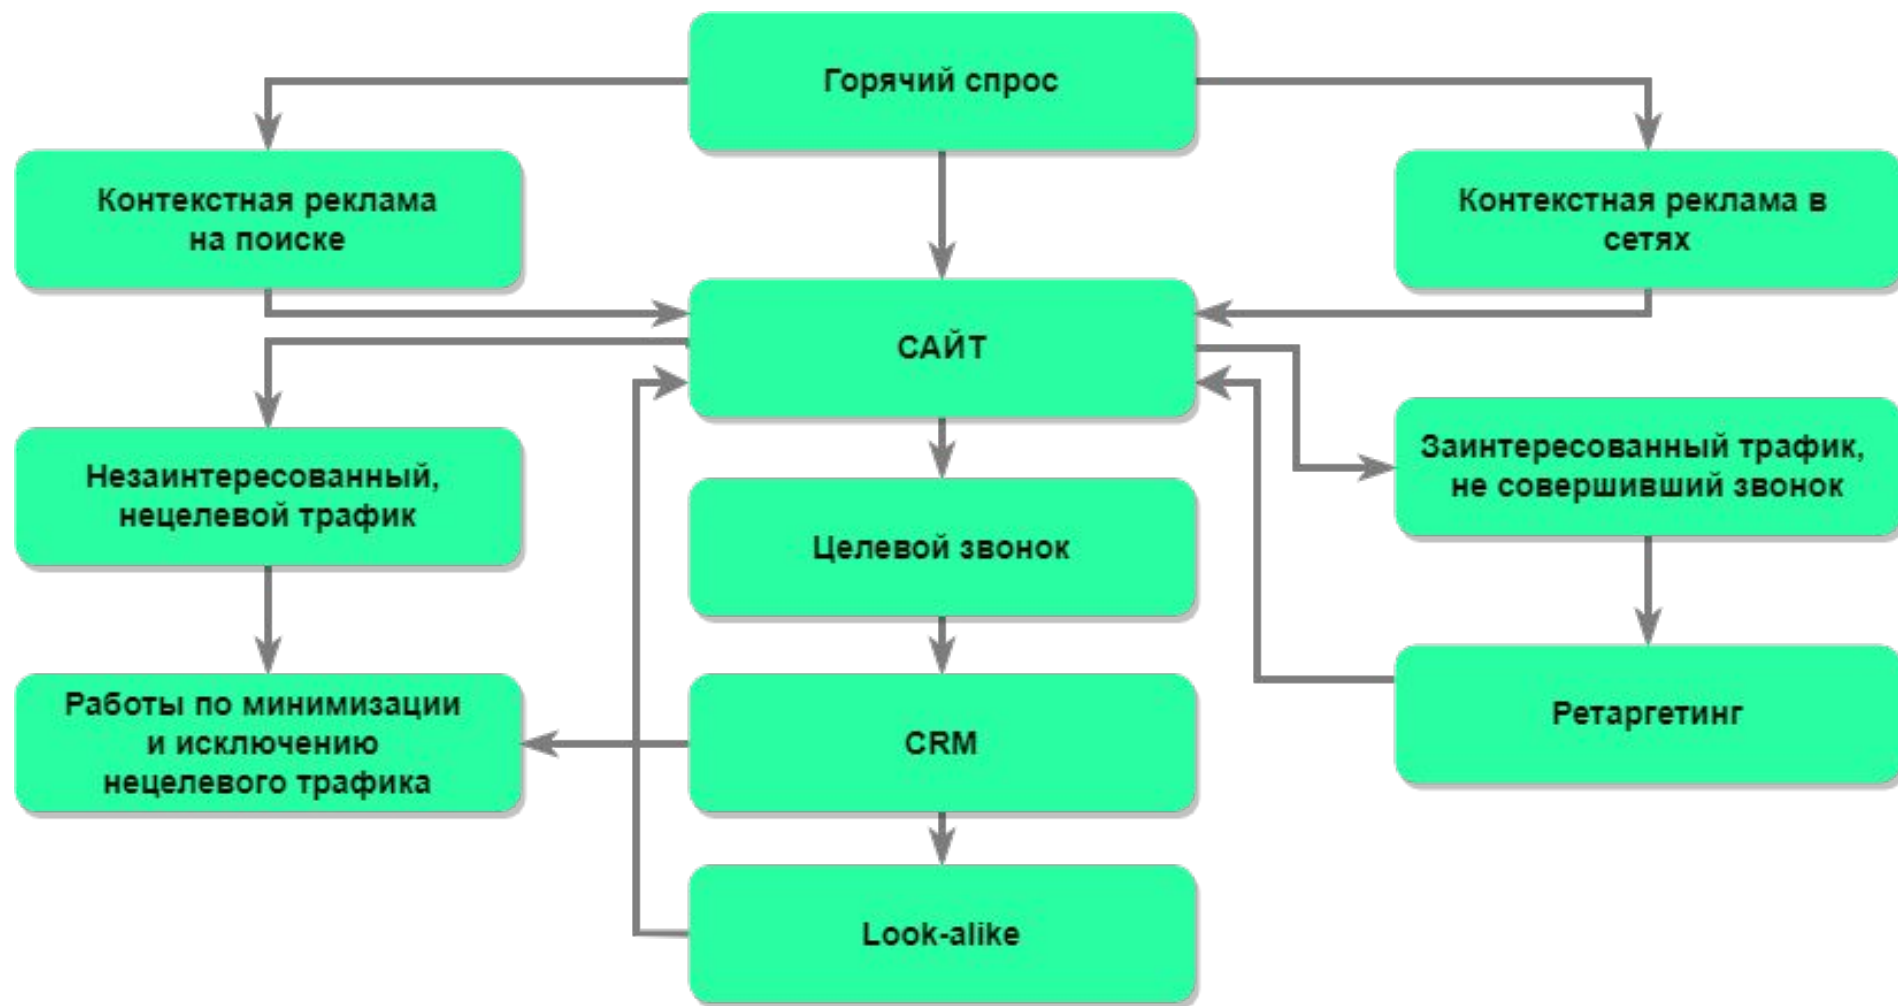 Горячий спрос
Контекстная реклама
на поиске
Контекстная реклама в
сетях
САЙТ
Незаинтересованный,
нецелевой трафик
Заинтересованный трафик,
не совершивший звонок
Целевой звонок
Работы по минимизации
и исключению
нецелевого трафика
CRM
Ретаргетинг
Look-alike